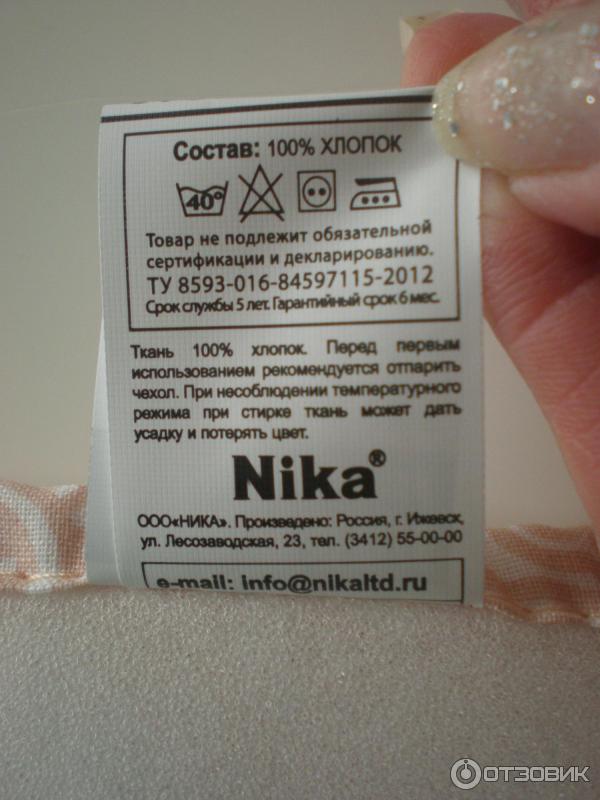 Состав: 100% ХЛОПОК
40°
Товар не подлежит обязательной
сертификации и декларированию.
ТУ 8593-016-84597115-2012
Срок службы 5 лет. Гарантийный срок 6 мес.
Ткань 100% хлопок. Перед первым
использованием рекомендуется отпарить
чехол. При несоблюдении температурного
режима при стирке ткань может дать
усадку и потерять цвет.
Nika®
ООО«НИКА». Произведено: Россия, г. Ижевск,
ул. Лесозаводская, 23, тел. (3412) 55-00-00
e-mail: info@nikaltd.ru
ОТЗОВИК